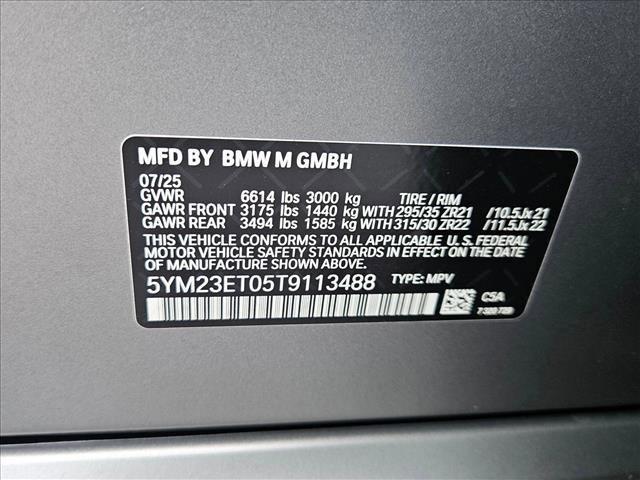 MFD BY BMW M GMBH
07/25
GVWR 6614 lbs 3000 kg TIRE / RIM
GAWR FRONT 3175 lbs 1440 kg WITH 295/35 ZR21 /10.5Jx21
GAWR REAR 3494 lbs 1585 kg WITH 315/30 ZR22 /11.5Jx22
THIS VEHICLE CONFORMS TO ALL APPLICABLE U. S. FEDERAL
MOTOR VEHICLE SAFETY STANDARDS IN EFFECT ON THE DATE
OF MANUFACTURE SHOWN ABOVE.
5YM23ET05T9113488 TYPE: MPV
C5A